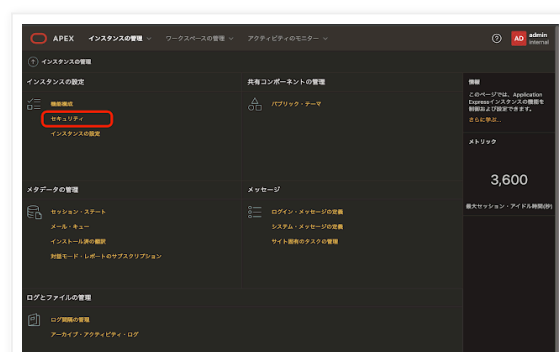 APEX インスタンスの管理 ワークスペースの管理 アクティビティのモニター ? AD admin
internal
インスタンスの管理
インスタンスの設定
機能構成
セキュリティ
インスタンスの設定
共有コンポーネントの管理
パブリック・テーマ
メタデータの管理
セッション・ステート
メール・キュー
インストール済の翻訳
対話モード・レポートのサブスクリプション
メッセージ
ログイン・メッセージの定義
システム・メッセージの定義
サイト固有のタスクの管理
ログとファイルの管理
ログ間隔の管理
アーカイブ・アクティビティ・ログ
情報
このページでは、Application
Expressインスタンスの機能を
制御および設定できます。
さらに学ぶ...
メトリック
3,600
最大セッション・アイドル時間(秒)